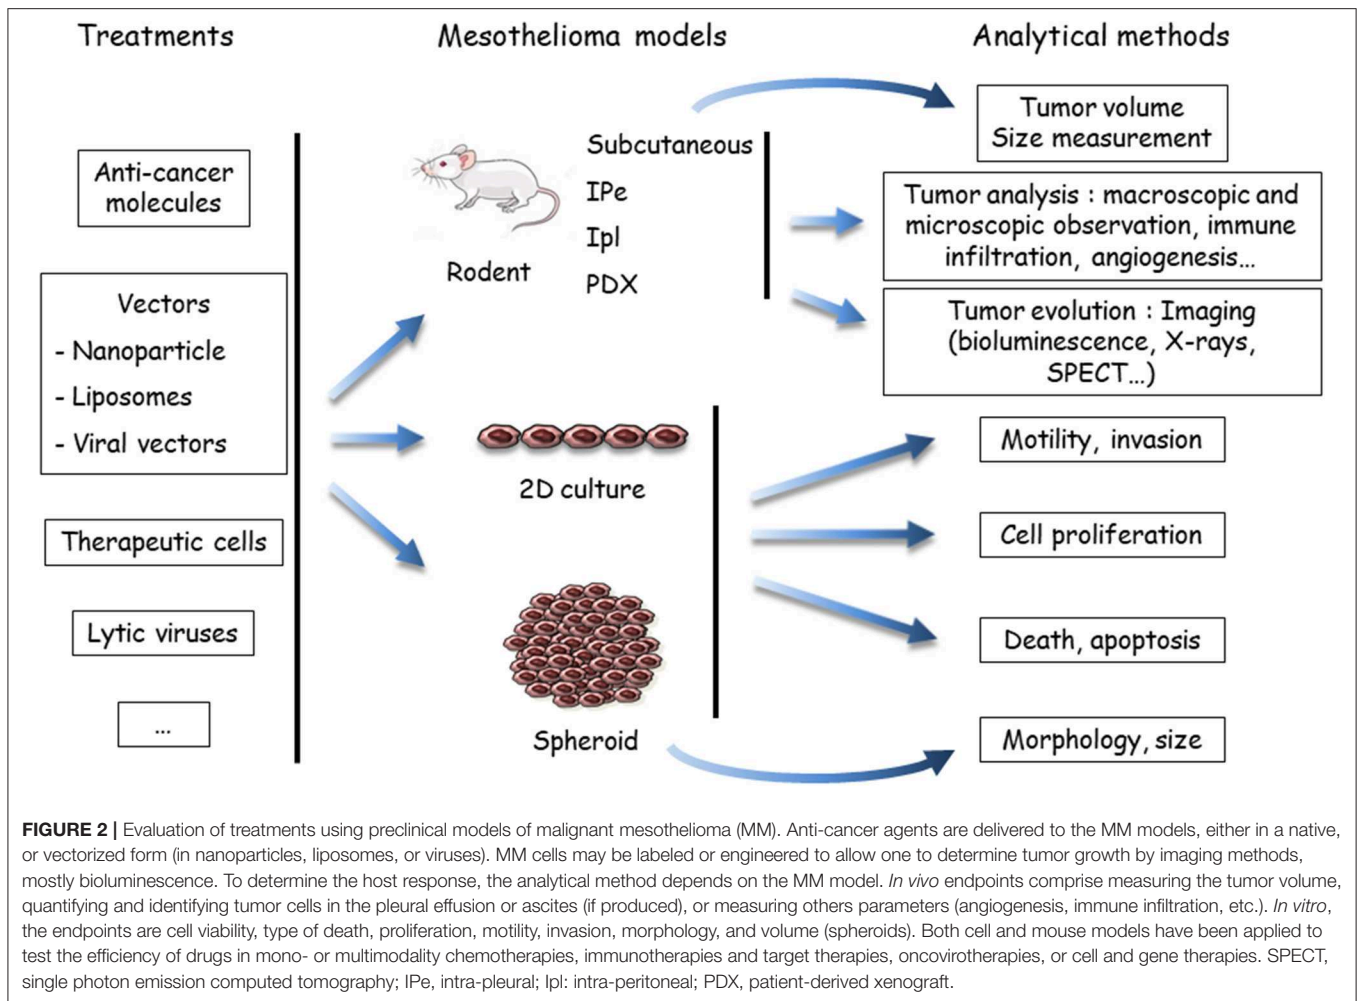 Treatments
Mesothelioma models
Analytical methods
Anti-cancer
molecules
Vectors
- Nanoparticle
- Liposomes
- Viral vectors
Therapeutic cells
Lytic viruses
...
Rodent
Subcutaneous
IPe
Ipl
PDX
2D culture
Spheroid
Tumor volume
Size measurement
Tumor analysis : macroscopic and
microscopic observation, immune
infiltration, angiogenesis...
Tumor evolution : Imaging
(bioluminescence, X-rays,
SPECT...)
Motility, invasion
Cell proliferation
Death, apoptosis
Morphology, size
FIGURE 2 | Evaluation of treatments using preclinical models of malignant mesothelioma (MM). Anti-cancer agents are delivered to the MM models, either in a native,
or vectorized form (in nanoparticles, liposomes, or viruses). MM cells may be labeled or engineered to allow one to determine tumor growth by imaging methods,
mostly bioluminescence. To determine the host response, the analytical method depends on the MM model. In vivo endpoints comprise measuring the tumor volume,
quantifying and identifying tumor cells in the pleural effusion or ascites (if produced), or measuring others parameters (angiogenesis, immune infiltration, etc.). In vitro,
the endpoints are cell viability, type of death, proliferation, motility, invasion, morphology, and volume (spheroids). Both cell and mouse models have been applied to
test the efficiency of drugs in mono- or multimodality chemotherapies, immunotherapies and target therapies, oncovirotherapies, or cell and gene therapies. SPECT,
single photon emission computed tomography; IPe, intra-pleural; Ipl: intra-peritoneal; PDX, patient-derived xenograft.